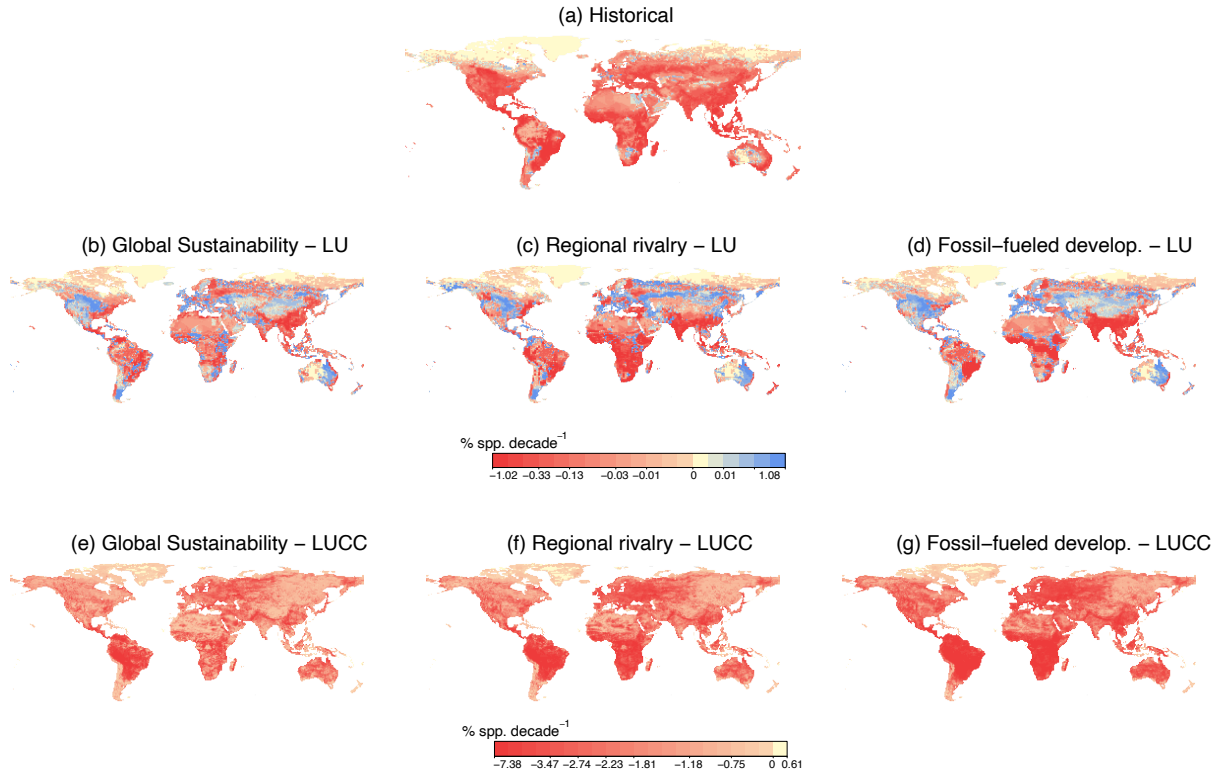 (a) Historical
(b) Global Sustainability − LU
(c) Regional rivalry − LU
(d) Fossil−fueled develop. − LU
% spp. decade⁻¹
−1.02 −0.33 −0.13 −0.03 −0.01 0 0.01 1.08
(e) Global Sustainability − LUCC
(f) Regional rivalry − LUCC
(g) Fossil−fueled develop. − LUCC
% spp. decade⁻¹
−7.38 −3.47 −2.74 −2.23 −1.81 −1.18 −0.75 0 0.61